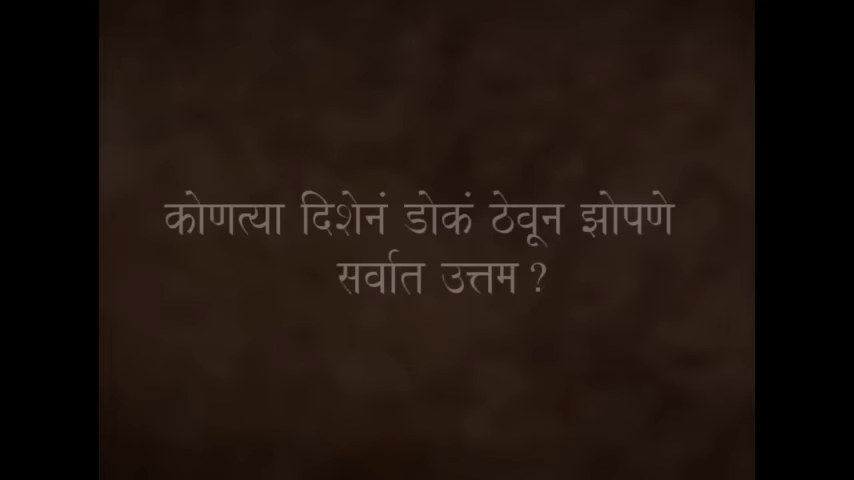 कोणत्या दिशेनं डोकं ठेवून झोपणे
सर्वात उत्तम ?